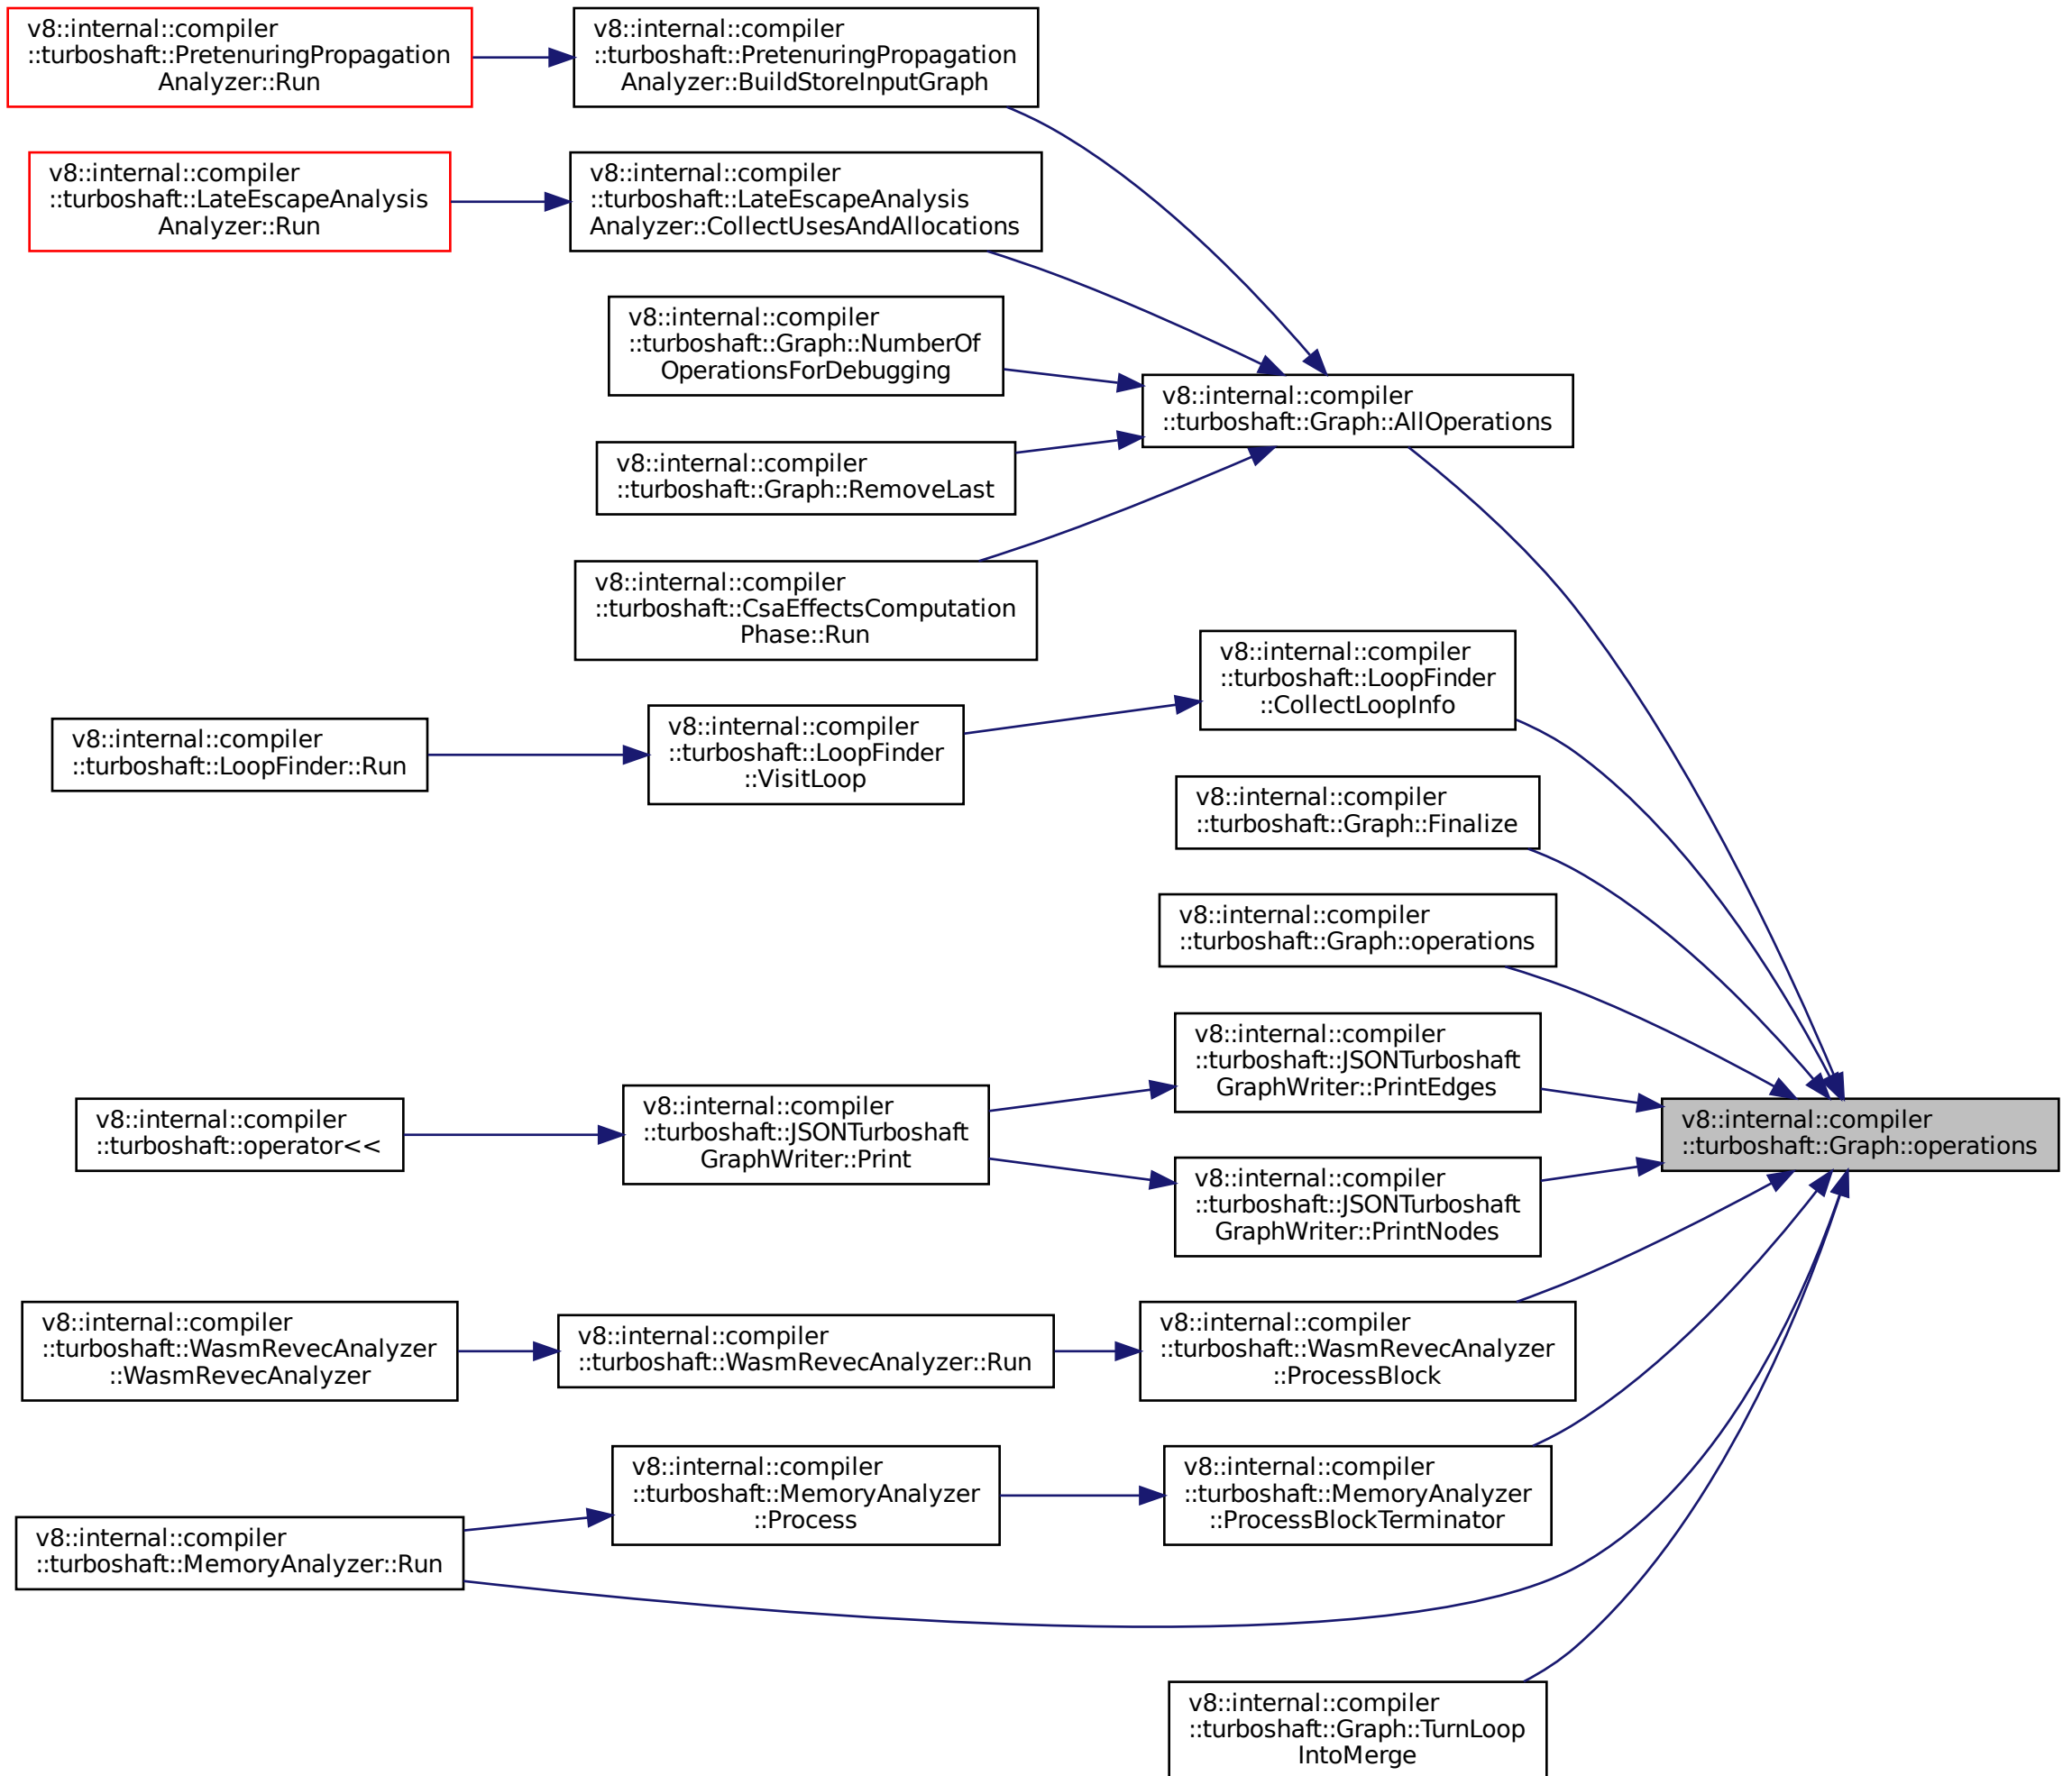 v8::internal::compiler
::turboshaft::PretenuringPropagation
Analyzer::Run
v8::internal::compiler
::turboshaft::PretenuringPropagation
Analyzer::BuildStoreInputGraph
v8::internal::compiler
::turboshaft::LateEscapeAnalysis
Analyzer::Run
v8::internal::compiler
::turboshaft::LateEscapeAnalysis
Analyzer::CollectUsesAndAllocations
v8::internal::compiler
::turboshaft::Graph::NumberOf
OperationsForDebugging
v8::internal::compiler
::turboshaft::Graph::AllOperations
v8::internal::compiler
::turboshaft::Graph::RemoveLast
v8::internal::compiler
::turboshaft::CsaEffectsComputation
Phase::Run
v8::internal::compiler
::turboshaft::LoopFinder
::CollectLoopInfo
v8::internal::compiler
::turboshaft::LoopFinder::Run
v8::internal::compiler
::turboshaft::LoopFinder
::VisitLoop
v8::internal::compiler
::turboshaft::Graph::Finalize
v8::internal::compiler
::turboshaft::Graph::operations
v8::internal::compiler
::turboshaft::JSONTurboshaft
GraphWriter::PrintEdges
v8::internal::compiler
::turboshaft::operator<<
v8::internal::compiler
::turboshaft::JSONTurboshaft
GraphWriter::Print
v8::internal::compiler
::turboshaft::Graph::operations
v8::internal::compiler
::turboshaft::JSONTurboshaft
GraphWriter::PrintNodes
v8::internal::compiler
::turboshaft::WasmRevecAnalyzer
::WasmRevecAnalyzer
v8::internal::compiler
::turboshaft::WasmRevecAnalyzer::Run
v8::internal::compiler
::turboshaft::WasmRevecAnalyzer
::ProcessBlock
v8::internal::compiler
::turboshaft::MemoryAnalyzer
::Process
v8::internal::compiler
::turboshaft::MemoryAnalyzer
::ProcessBlockTerminator
v8::internal::compiler
::turboshaft::MemoryAnalyzer::Run
v8::internal::compiler
::turboshaft::Graph::TurnLoop
IntoMerge